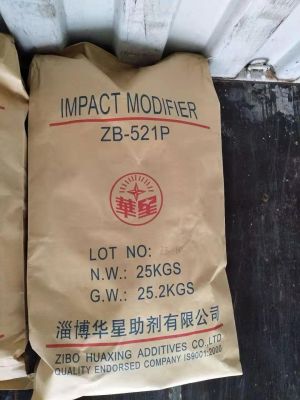 IMPACT MODIFIER
ZB-521P
華星
LOT NO:
N.W.: 25KGS
G.W.: 25.2KGS
淄博华星助剂有限公司
ZIBO HUAXING ADDITIVES CO.,LTD
QUALITY ENDORSED COMPANY ISO9001:2000